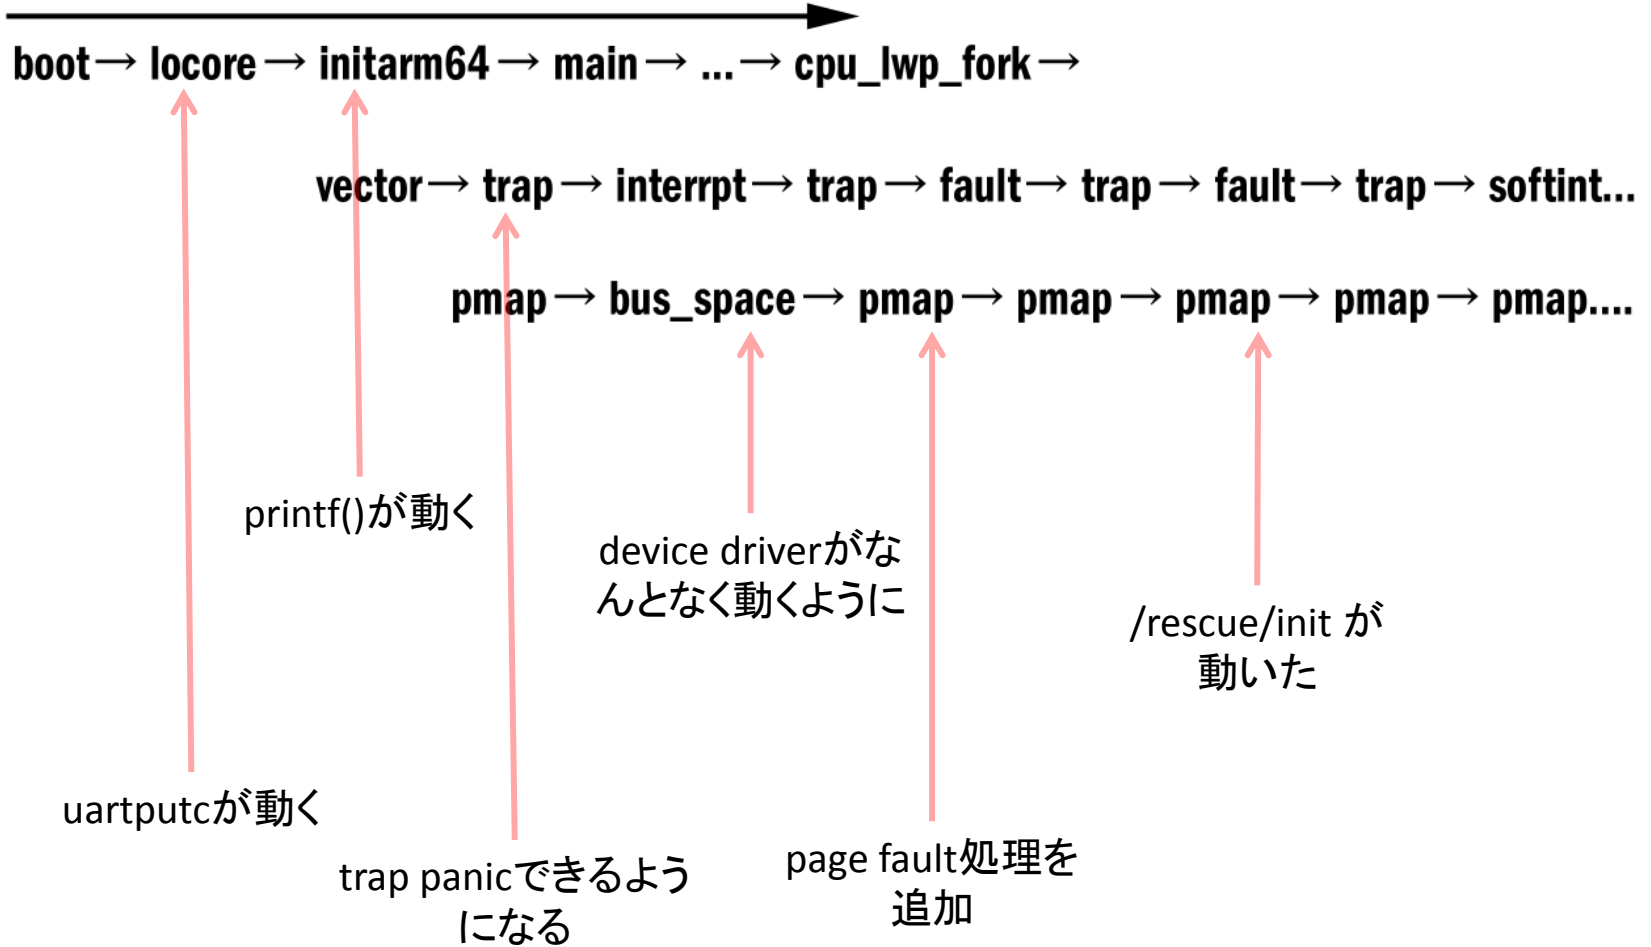 boot→locore→initarm64→main→...→cpu_lwp_fork→
vector→trap→interrpt→trap→fault→trap→fault→trap→softint...
pmap→bus_space→pmap→pmap→pmap→pmap→pmap....
printf()が動く
device driverがな
んとなく動くように
/rescue/init が
動いた
uartputcが動く
trap panicできるよう
になる
page fault処理を
追加